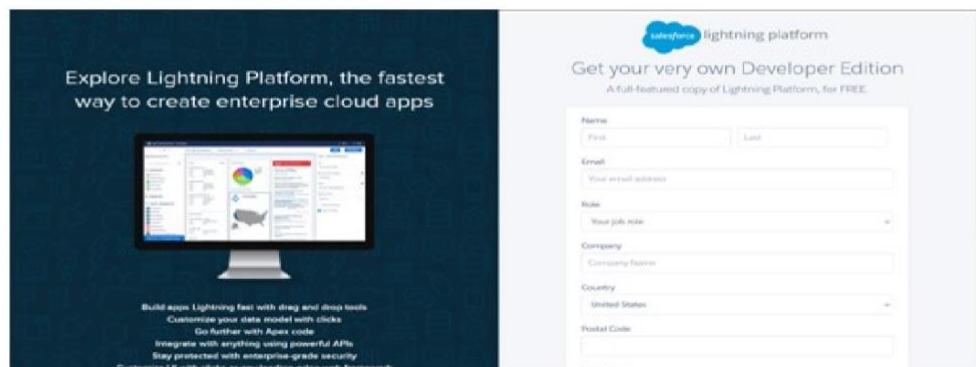 Explore Lightning Platform, the fastest
way to create enterprise cloud apps
Build apps Lightning fast with drag and drop tools
Customize your data model with clicks
Go further with Apex code
Integrate with anything using powerful APIs
Stay protected with enterprise-grade security
salesforce lightning platform
Get your very own Developer Edition
A full-featured copy of Lightning Platform, for FREE.
Name
First Last
Email
Your email address
Role
Your job role
Company
Company Name
Country
United States
Postal Code